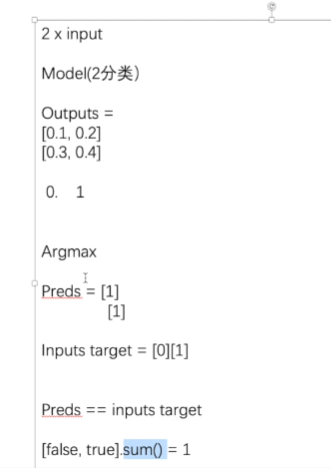 2 x input
Model(2分类)
Outputs =
[0.1, 0.2]
[0.3, 0.4]
0. 1
Argmax
Preds = [1]
[1]
Inputs target = [0][1]
Preds == inputs target
[false, true].sum() = 1